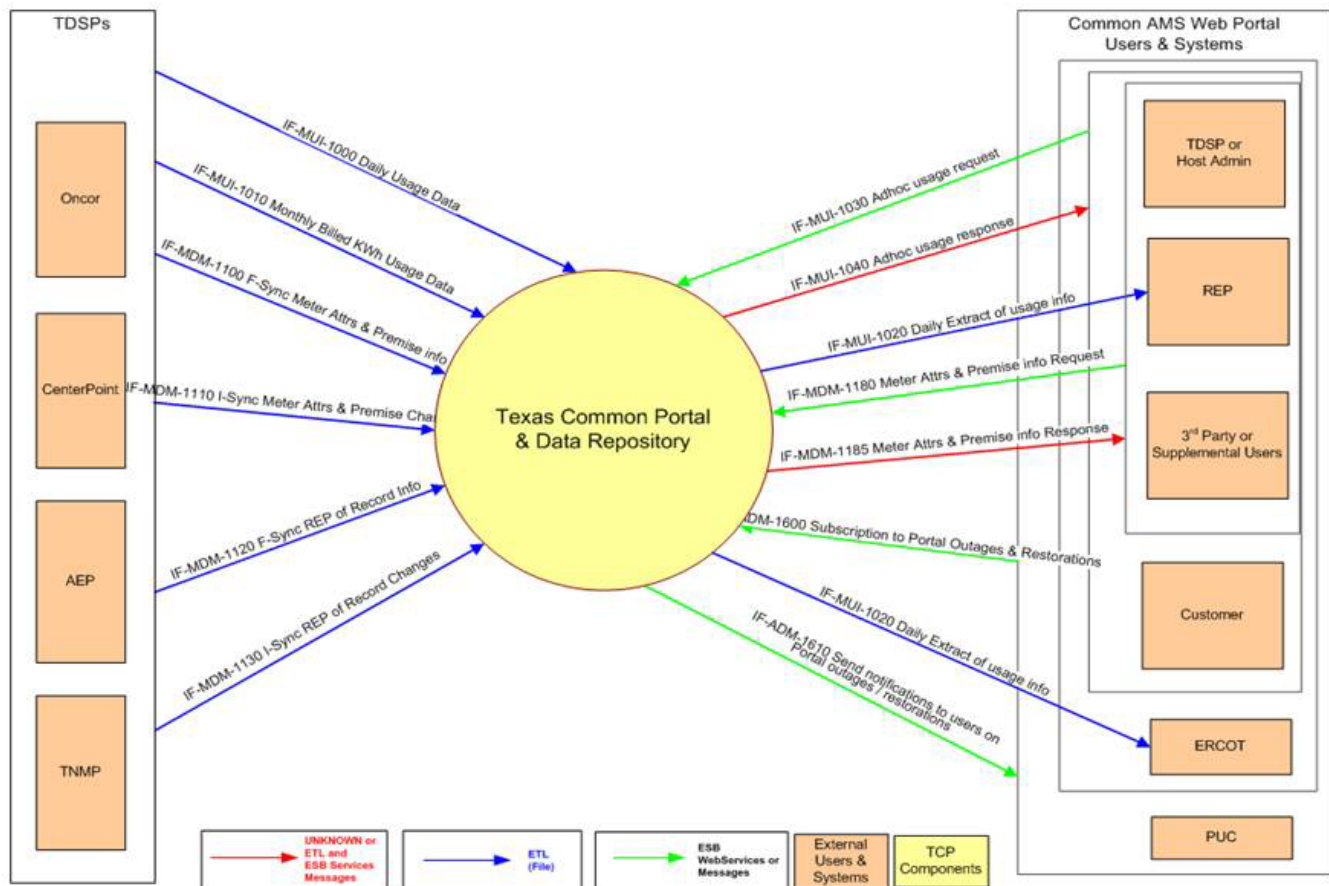 TDSPs
Oncor
CenterPoint
AEP
TNMP
IF-MUI-1000 Daily Usage Data
IF-MUI-1010 Monthly Billed KWh Usage Data
IF-MDM-1100 F-Sync Meter Attrs & Premise info
IF-MDM-1110 I-Sync Meter Attrs & Premise Chan
IF-MDM-1120 F-Sync REP of Record Info
IF-MDM-1130 I-Sync REP of Record Changes
Texas Common Portal
& Data Repository
IF-MUI-1030 Adhoc usage request
IF-MUI-1040 Adhoc usage response
IF-MUI-1020 Daily Extract of usage info
IF-MDM-1180 Meter Attrs & Premise info Request
IF-MDM-1185 Meter Attrs & Premise info Response
ADM-1600 Subscription to Portal Outages & Restorations
IF-MUI-1020 Daily Extract of usage info
IF-ADM-1610 Send notifications to users on
Portal outages / restorations
Common AMS Web Portal
Users & Systems
TDSP or
Host Admin
REP
3rd Party or
Supplemental Users
Customer
ERCOT
PUC
UNKNOWN or
ETL and
ESB Services
Messages
ETL
(File)
ESB
WebServices or
Messages
External
Users &
Systems
TCP
Components